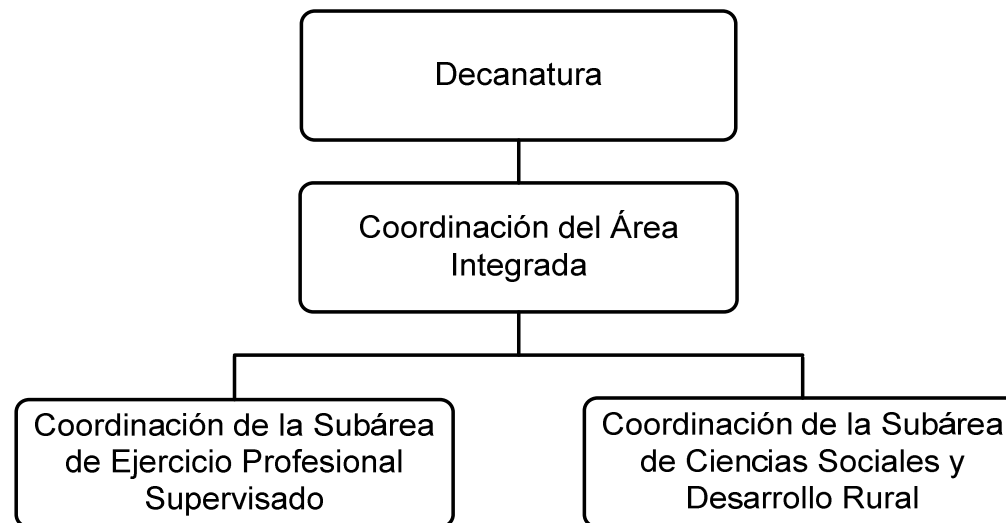 Decanatura
Coordinación del Área
Integrada
Coordinación de la Subárea
de Ejercicio Profesional
Supervisado
Coordinación de la Subárea
de Ciencias Sociales y
Desarrollo Rural